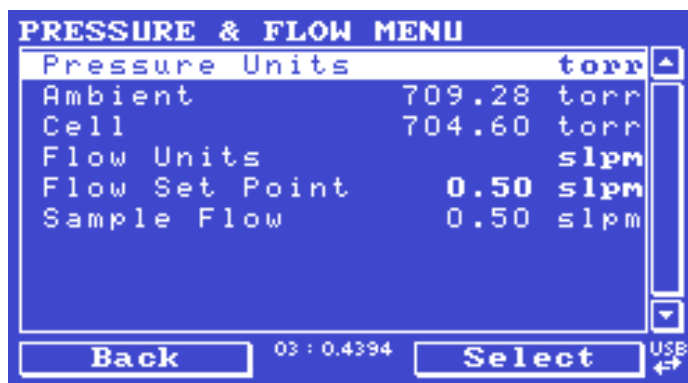 PRESSURE & FLOW MENU
Pressure Units torr
Ambient 709.28 torr
Cell 704.60 torr
Flow Units slpm
Flow Set Point 0.50 slpm
Sample Flow 0.50 slpm
Back 03 : 0.4394 Select USB